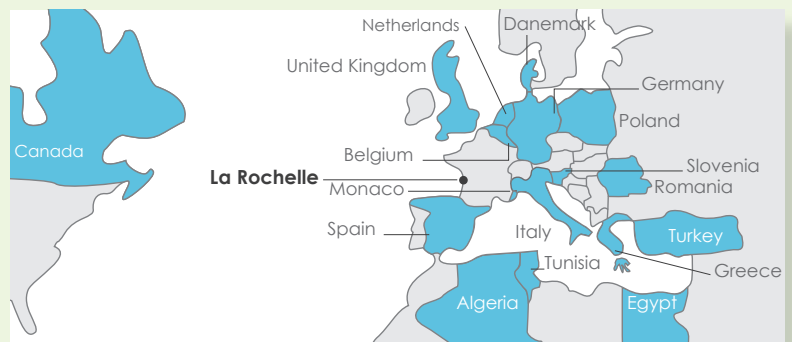 Netherlands
Danemark
United Kingdom
Germany
Poland
Canada
Belgium
Slovenia
La Rochelle
Monaco
Romania
Spain
Italy
Turkey
Tunisia
Greece
Algeria
Egypt